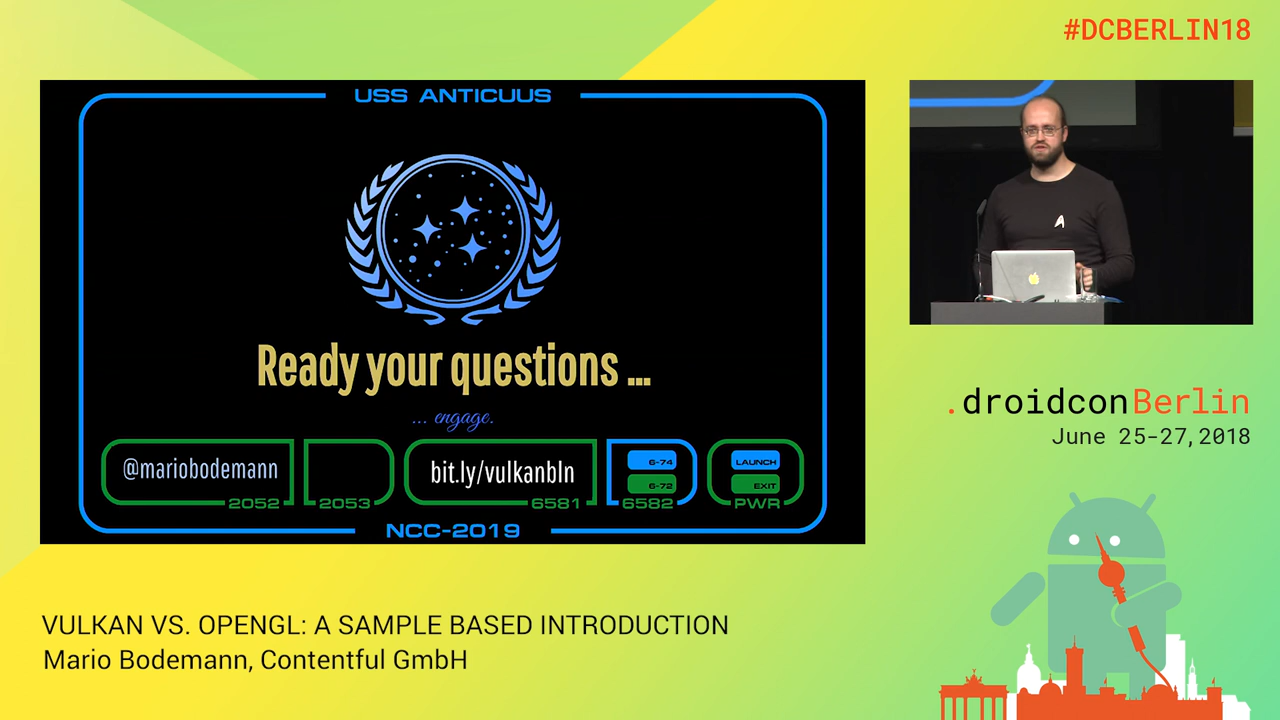 #DCBERLIN18
USS ANTICUUS
Ready your questions ...
... engage.
@mariobodemann
2052
2053
bit.ly/vulkanbln
6581
6-74
6-72
6582
LAUNCH
EXIT
PWR
NCC-2019
.droidconBerlin
June 25-27, 2018
VULKAN VS. OPENGL: A SAMPLE BASED INTRODUCTION
Mario Bodemann, Contentful GmbH